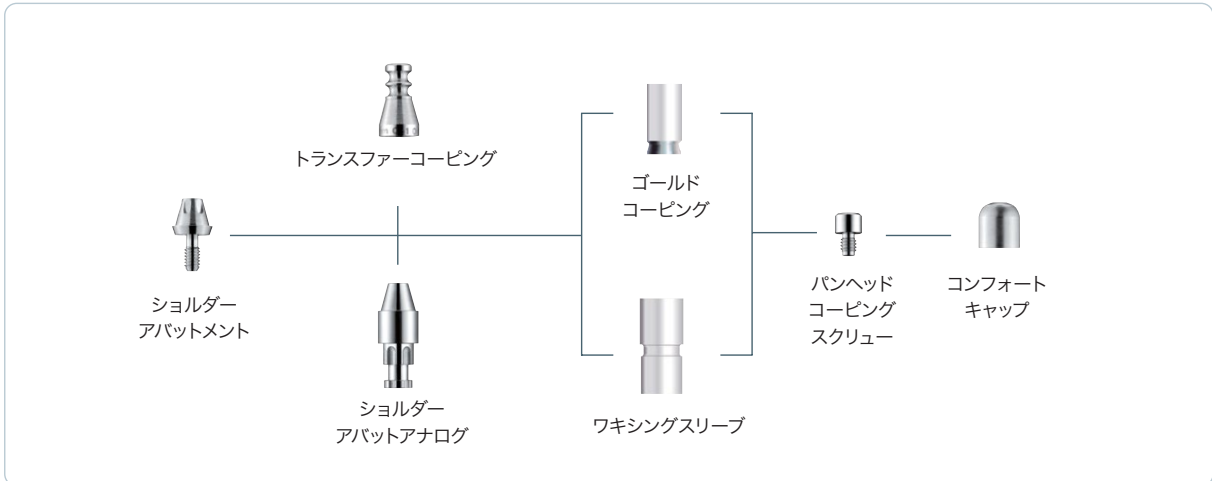 トランスファーコーピング
ゴールド
コーピング
ショルダー
アバットメント
パンヘッド
コーピング
スクリュー
コンフォート
キャップ
ショルダー
アバットアナログ
ワキシングスリーブ